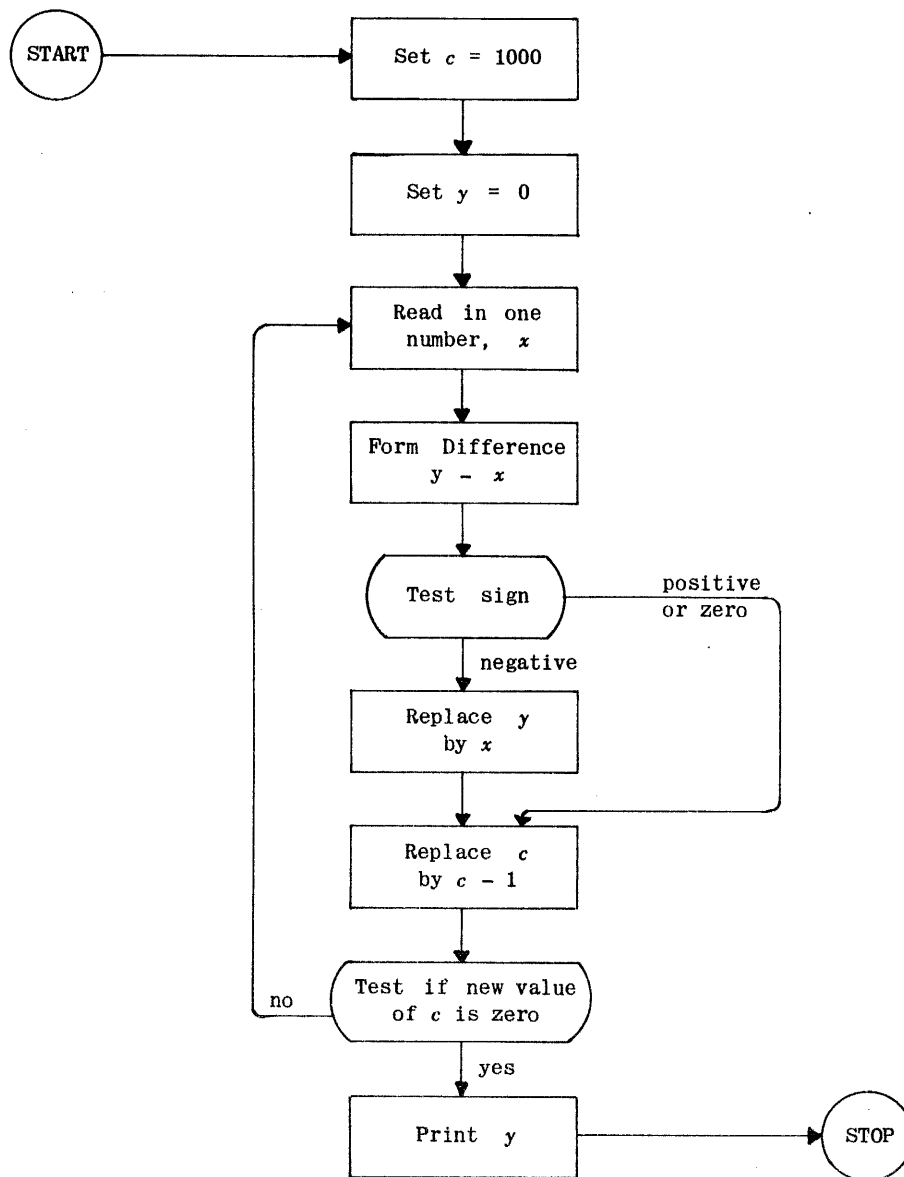 START
Set c = 1000
Set y = 0
Read in one
number, x
Form Difference
y - x
Test sign
positive
or zero
negative
Replace y
by x
Replace c
by c - 1
Test if new value
of c is zero
no
yes
Print y
STOP